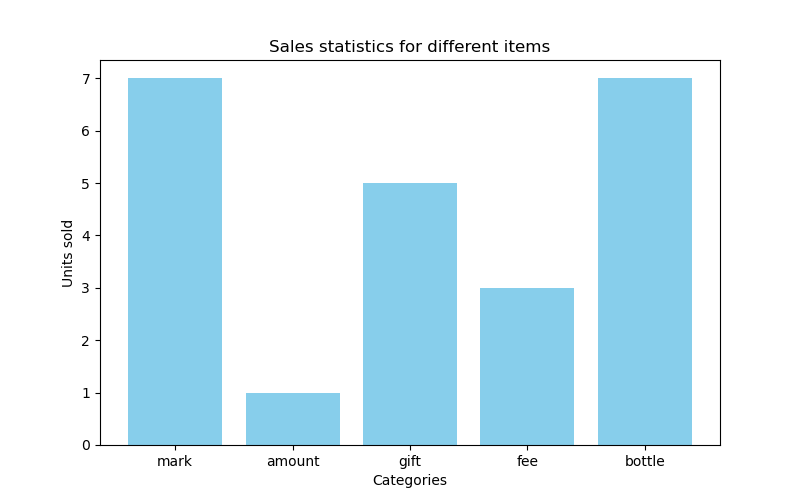 Sales statistics for different items
Units sold
7
6
5
4
3
2
1
0
mark amount gift fee bottle
Categories